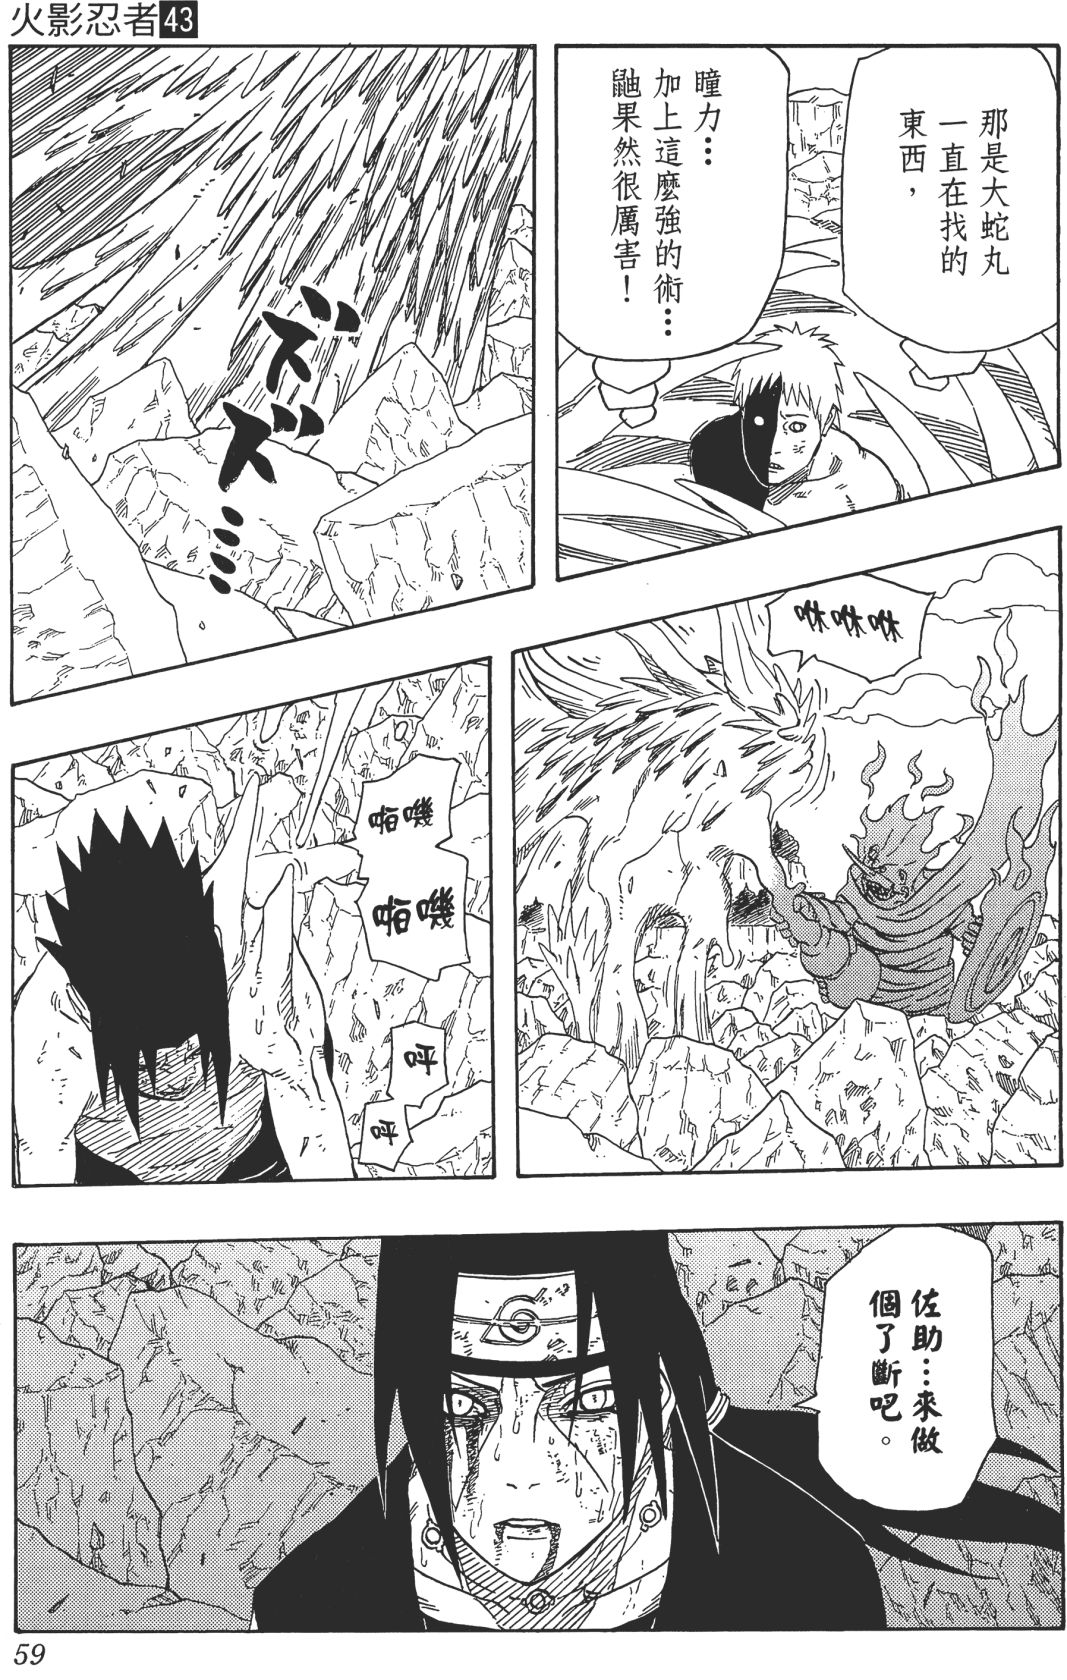 火影忍者43
那是大蛇丸
一直在找的
東西，
瞳力…
加上這麼強的術…
鼬果然很厲害！
ズズ…
咻咻咻
嘰啪
嘰啪
呼
呼
佐助…來做
個了斷吧。
59